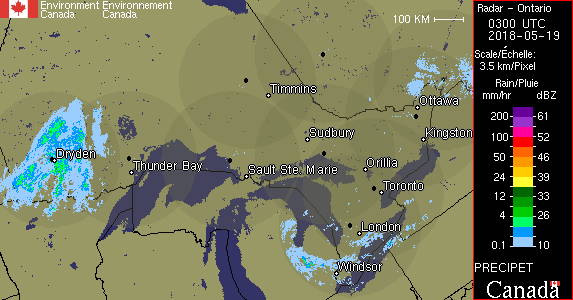 Environment Environnement
Canada Canada
100 KM
Timmins
Ottawa
Sudbury
Kingston
Dryden
Thunder Bay
Sault Ste. Marie
Orillia
Toronto
London
Windsor
Radar - Ontario
0300 UTC
2018-05-19
Scale/Échelle:
3.5 km/Pixel
Rain/Pluie
mm/hr dBZ
200 61
100 52
50 46
24 39
12 33
4 26
0.1 10
PRECIPET
Canada